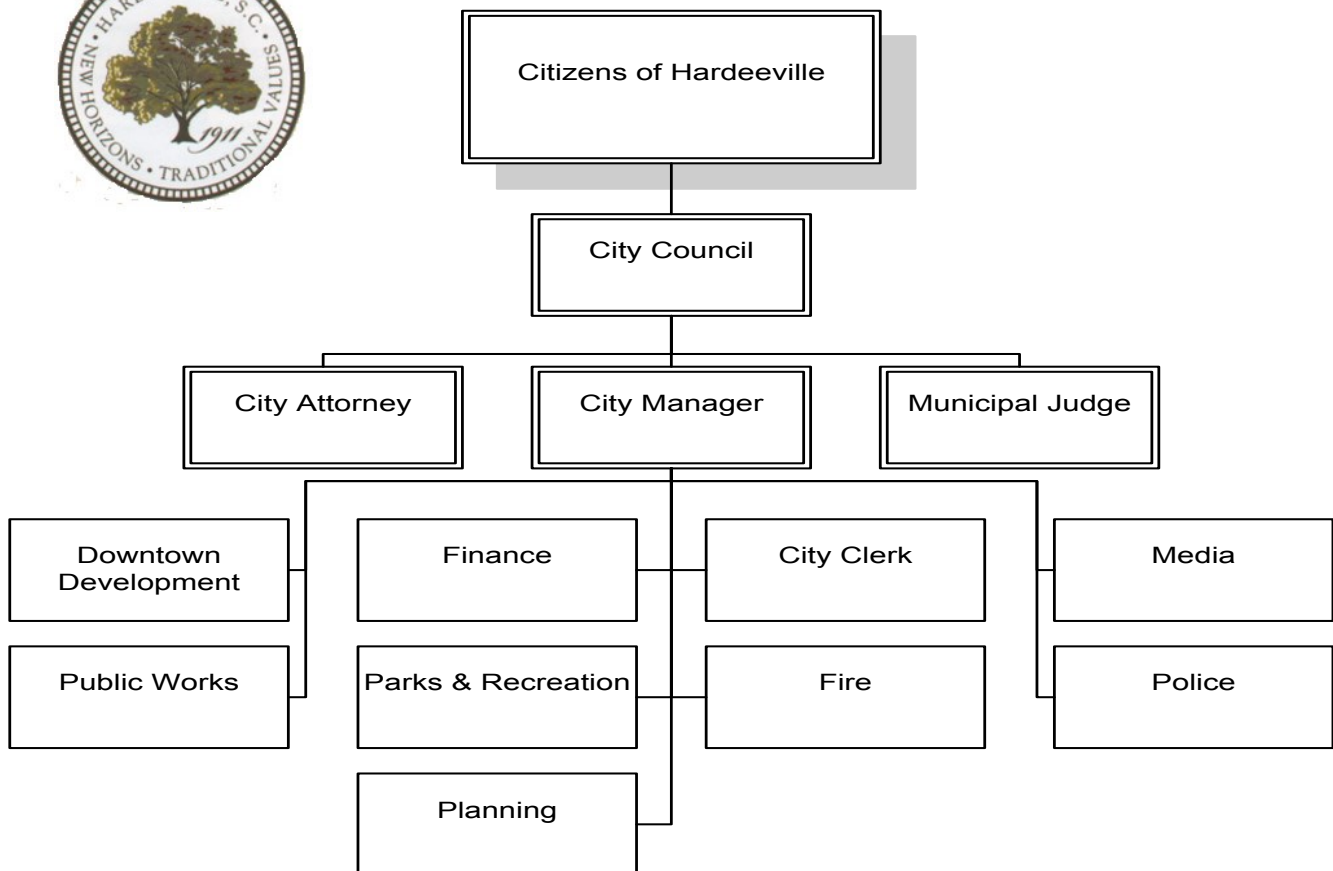 S.C. • NEW HORIZONS • TRADITIONAL VALUES •
1911
Citizens of Hardeeville
City Council
City Attorney
City Manager
Municipal Judge
Downtown
Development
Finance
City Clerk
Media
Public Works
Parks & Recreation
Fire
Police
Planning